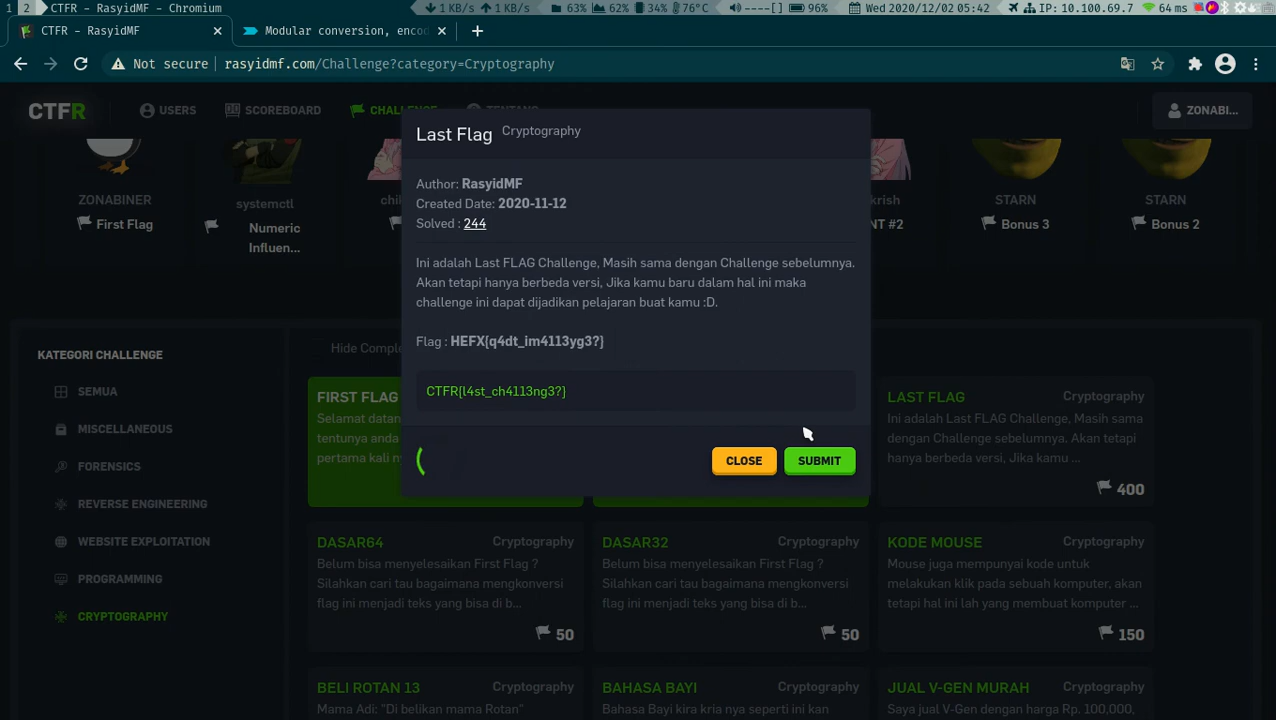 1 2 CTFR - RasyidMF - Chromium 1 KB/s 1 KB/s 63% 62% 34% 76°C ----[] 96% Wed 2020/12/02 05:42 IP: 10.100.69.7 64 ms
CTFR - RasyidMF Modular conversion, encod
Not secure rasyidmf.com/Challenge?category=Cryptography
CTFR USERS SCOREBOARD CHALLENGE TENTANG ZONABI...
Last Flag Cryptography
Author: RasyidMF
Created Date: 2020-11-12
Solved : 244
Ini adalah Last FLAG Challenge, Masih sama dengan Challenge sebelumnya.
Akan tetapi hanya berbeda versi, Jika kamu baru dalam hal ini maka
challenge ini dapat dijadikan pelajaran buat kamu :D.
Flag : HEFX{q4dt_im4113yg3?}
CTFR{l4st_ch4113ng3?}
CLOSE SUBMIT
ZONABINER
First Flag
systemctl
Numeric
Influen...
STARN
Bonus 3
STARN
Bonus 2
KATEGORI CHALLENGE
SEMUA
MISCELLANEOUS
FORENSICS
REVERSE ENGINEERING
WEBSITE EXPLOITATION
PROGRAMMING
CRYPTOGRAPHY
FIRST FLAG
Selamat datan
tentunya anda
pertama kali
LAST FLAG Cryptography
Ini adalah Last FLAG Challenge, Masih
sama dengan Challenge sebelumnya.
Akan tetapi hanya berbeda versi, Jika
kamu ...
400
DASAR64 Cryptography
Belum bisa menyelesaikan First Flag ?
Silahkan cari tau bagaimana mengkonversi
flag ini menjadi teks yang bisa di b...
50
DASAR32 Cryptography
Belum bisa menyelesaikan First Flag ?
Silahkan cari tau bagaimana mengkonversi
flag ini menjadi teks yang bisa di b...
50
KODE MOUSE Cryptography
Mouse juga mempunyai kode untuk
melakukan klik pada sebuah komputer, akan
tetapi hal ini lah yang membuat komputer ...
150
BELI ROTAN 13 Cryptography
Mama Adi: "Di belikan mama Rotan"
BAHASA BAYI Cryptography
Bayi kira kria nya seperti ini kan
JUAL V-GEN MURAH Cryptography
Saya jual V-Gen dengan harga Rp. 100,000,